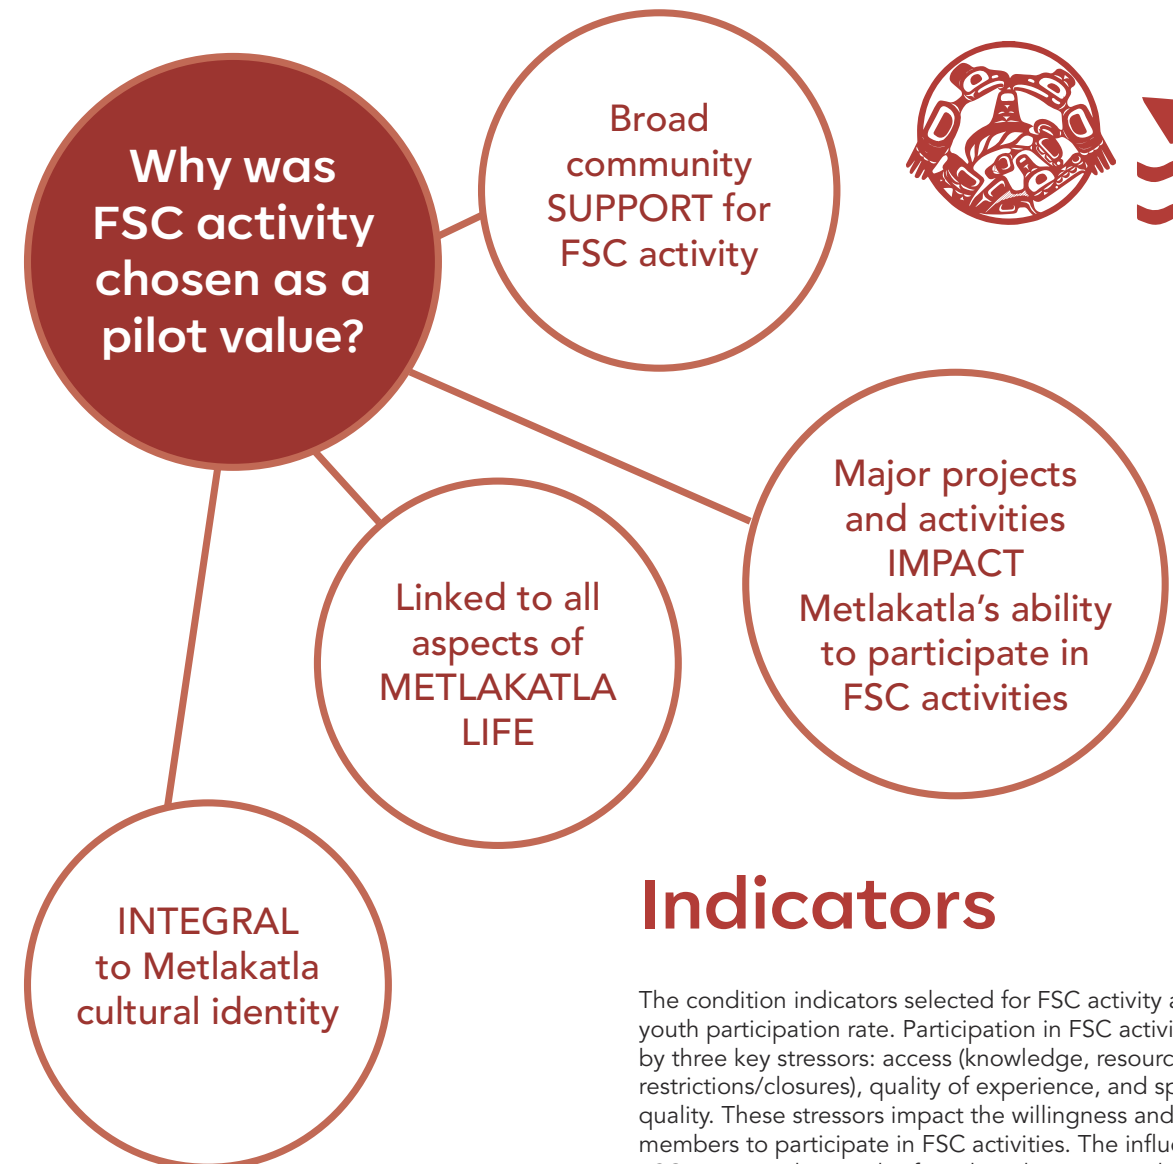 Why was
FSC activity
chosen as a
pilot value?
Broad
community
SUPPORT for
FSC activity
Major projects
and activities
IMPACT
Metlakatla's ability
to participate in
FSC activities
Linked to all
aspects of
METLAKATLA
LIFE
INTEGRAL
to Metlakatla
cultural identity
Indicators
The condition indicators selected for FSC activity
youth participation rate. Participation in FSC
by three key stressors: access (knowledge,
restrictions/closures), quality of experience, and
quality. These stressors impact the willingness and
members to participate in FSC activities. The